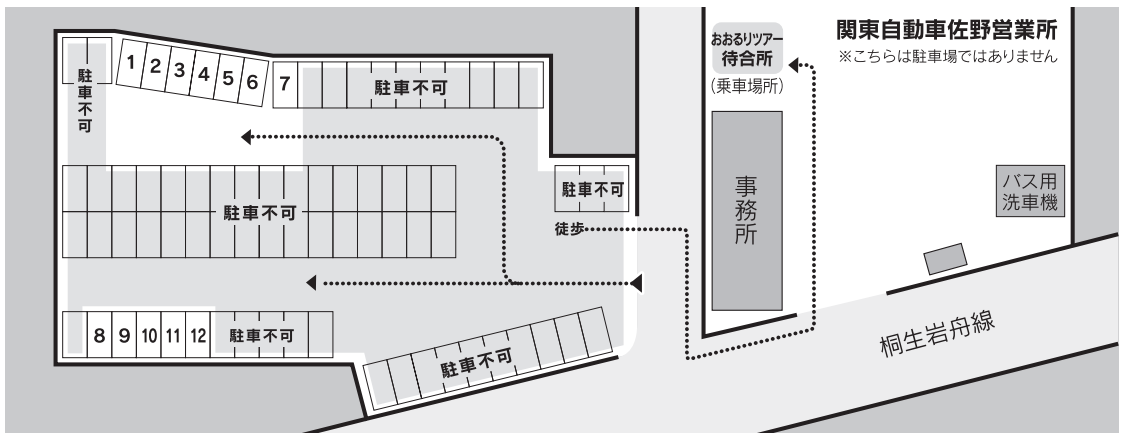 関東自動車佐野営業所
※こちらは駐車場ではありません
おおるりツアー
待合所
(乗車場所)
駐車不可
1
2
3
4
5
6
7
駐車不可
駐車不可
駐車不可
徒歩
事務所
バス用
洗車機
8
9
10
11
12
駐車不可
駐車不可
桐生岩舟線